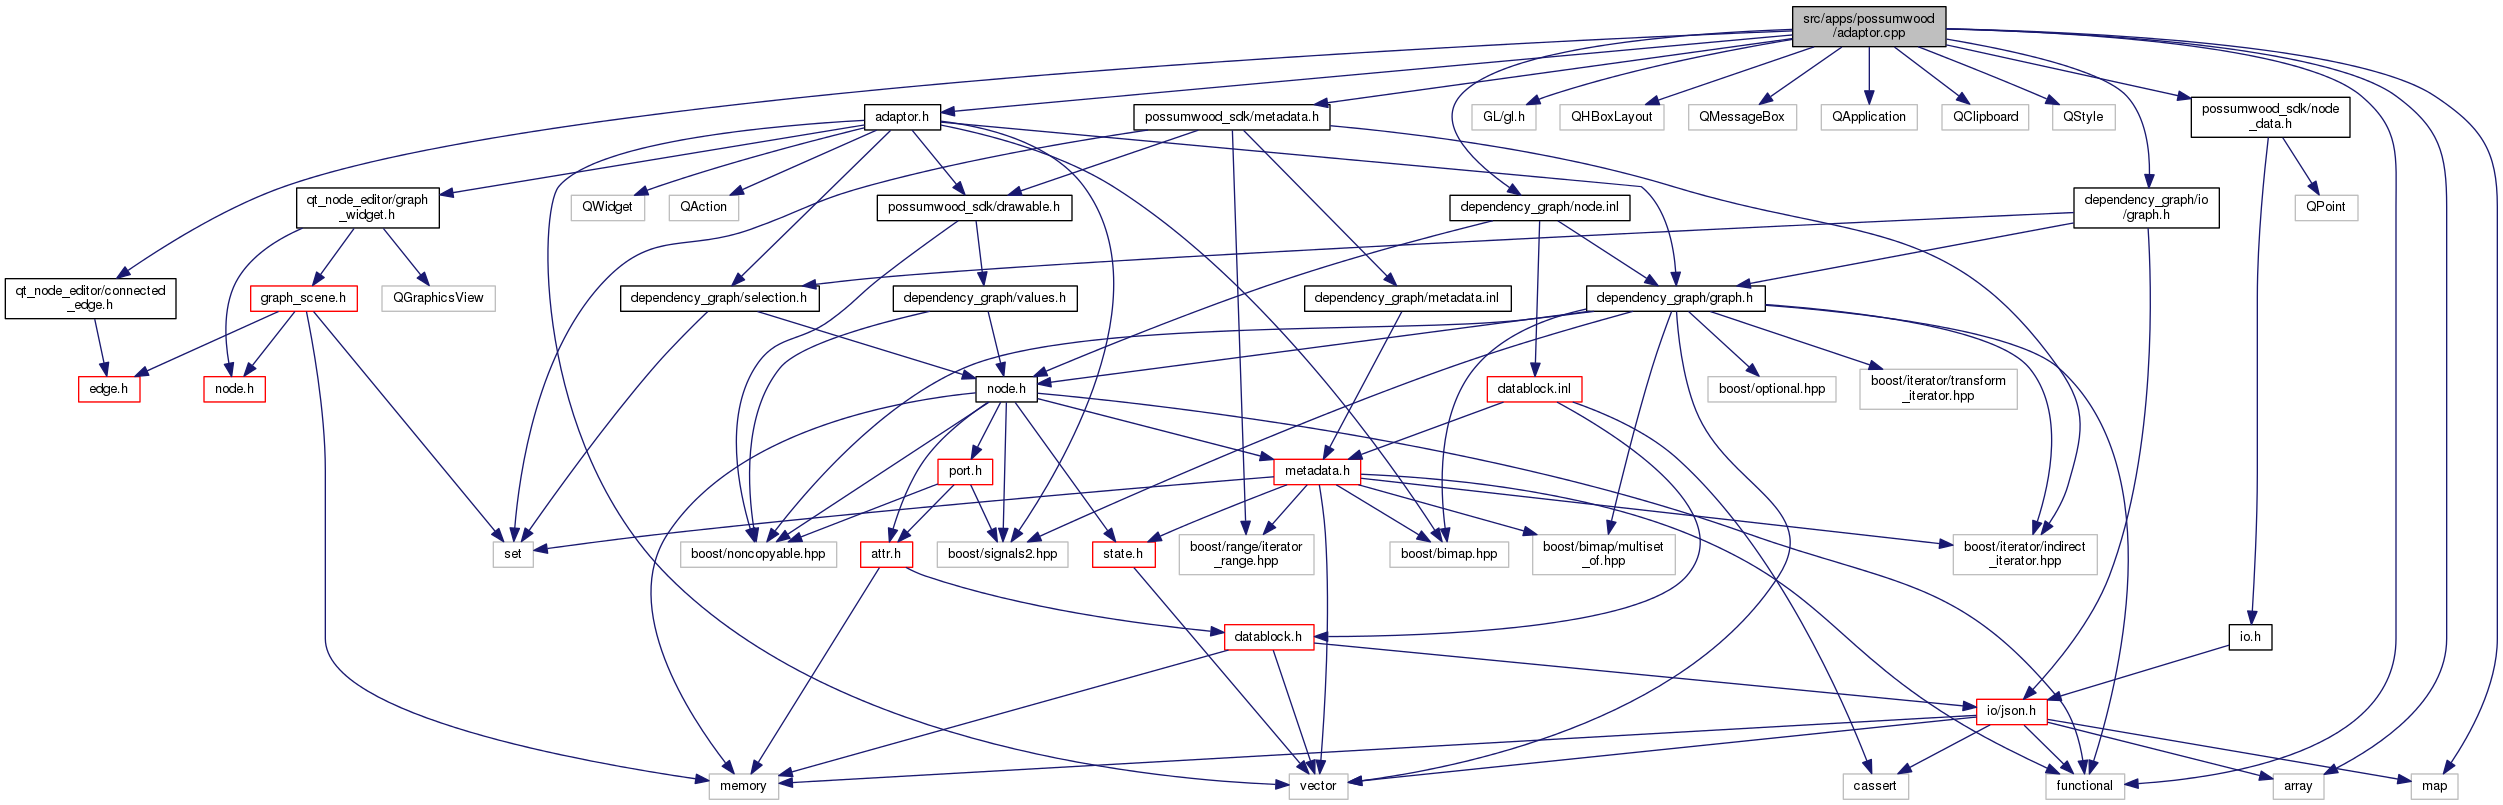 src/apps/possumwood
/adaptor.cpp
adaptor.h
possumwood_sdk/metadata.h
GL/gl.h
QHBoxLayout
QMessageBox
QApplication
QClipboard
QStyle
possumwood_sdk/node
_data.h
qt_node_editor/graph
_widget.h
QWidget
QAction
possumwood_sdk/drawable.h
dependency_graph/node.inl
dependency_graph/io
/graph.h
QPoint
qt_node_editor/connected
_edge.h
graph_scene.h
QGraphicsView
dependency_graph/selection.h
dependency_graph/values.h
dependency_graph/metadata.inl
dependency_graph/graph.h
edge.h
node.h
node.h
datablock.inl
boost/optional.hpp
boost/iterator/transform
_iterator.hpp
port.h
metadata.h
set
boost/noncopyable.hpp
attr.h
boost/signals2.hpp
state.h
boost/range/iterator
_range.hpp
boost/bimap.hpp
boost/bimap/multiset
_of.hpp
boost/iterator/indirect
_iterator.hpp
datablock.h
io.h
io/json.h
memory
vector
cassert
functional
array
map